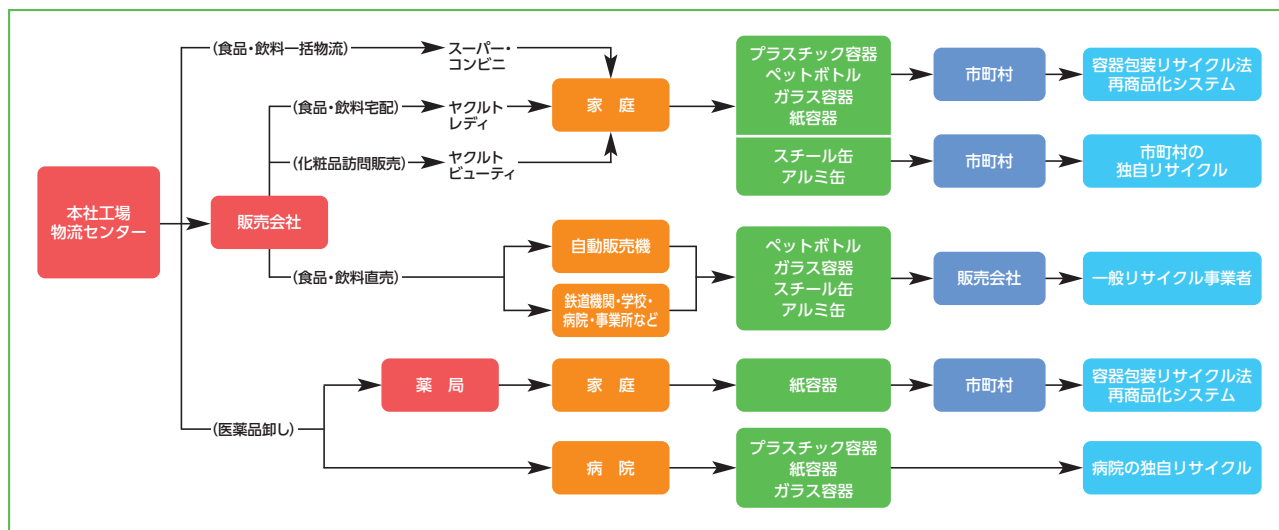 本社工場
物流センター
(食品・飲料一括物流)
スーパー・
コンビニ
販売会社
(食品・飲料宅配)
ヤクルト
レディ
(化粧品訪問販売)
ヤクルト
ビューティ
家 庭
プラスチック容器
ペットボトル
ガラス容器
紙容器
市町村
容器包装リサイクル法
再商品化システム
スチール缶
アルミ缶
市町村
市町村の
独自リサイクル
(食品・飲料直売)
自動販売機
鉄道機関・学校・
病院・事業所など
ペットボトル
ガラス容器
スチール缶
アルミ缶
販売会社
一般リサイクル事業者
(医薬品卸し)
薬 局
家 庭
紙容器
市町村
容器包装リサイクル法
再商品化システム
病 院
プラスチック容器
紙容器
ガラス容器
病院の独自リサイクル